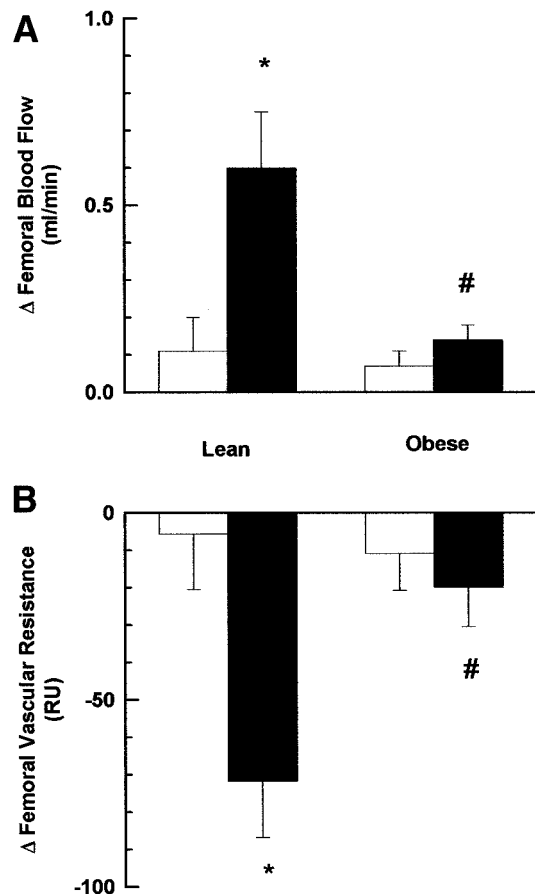 A
Δ Femoral Blood Flow
(ml/min)
1.0
0.5
0.0
*
#
Lean
Obese
B
Δ Femoral Vascular Resistance
(RU)
0
-50
-100
*
#